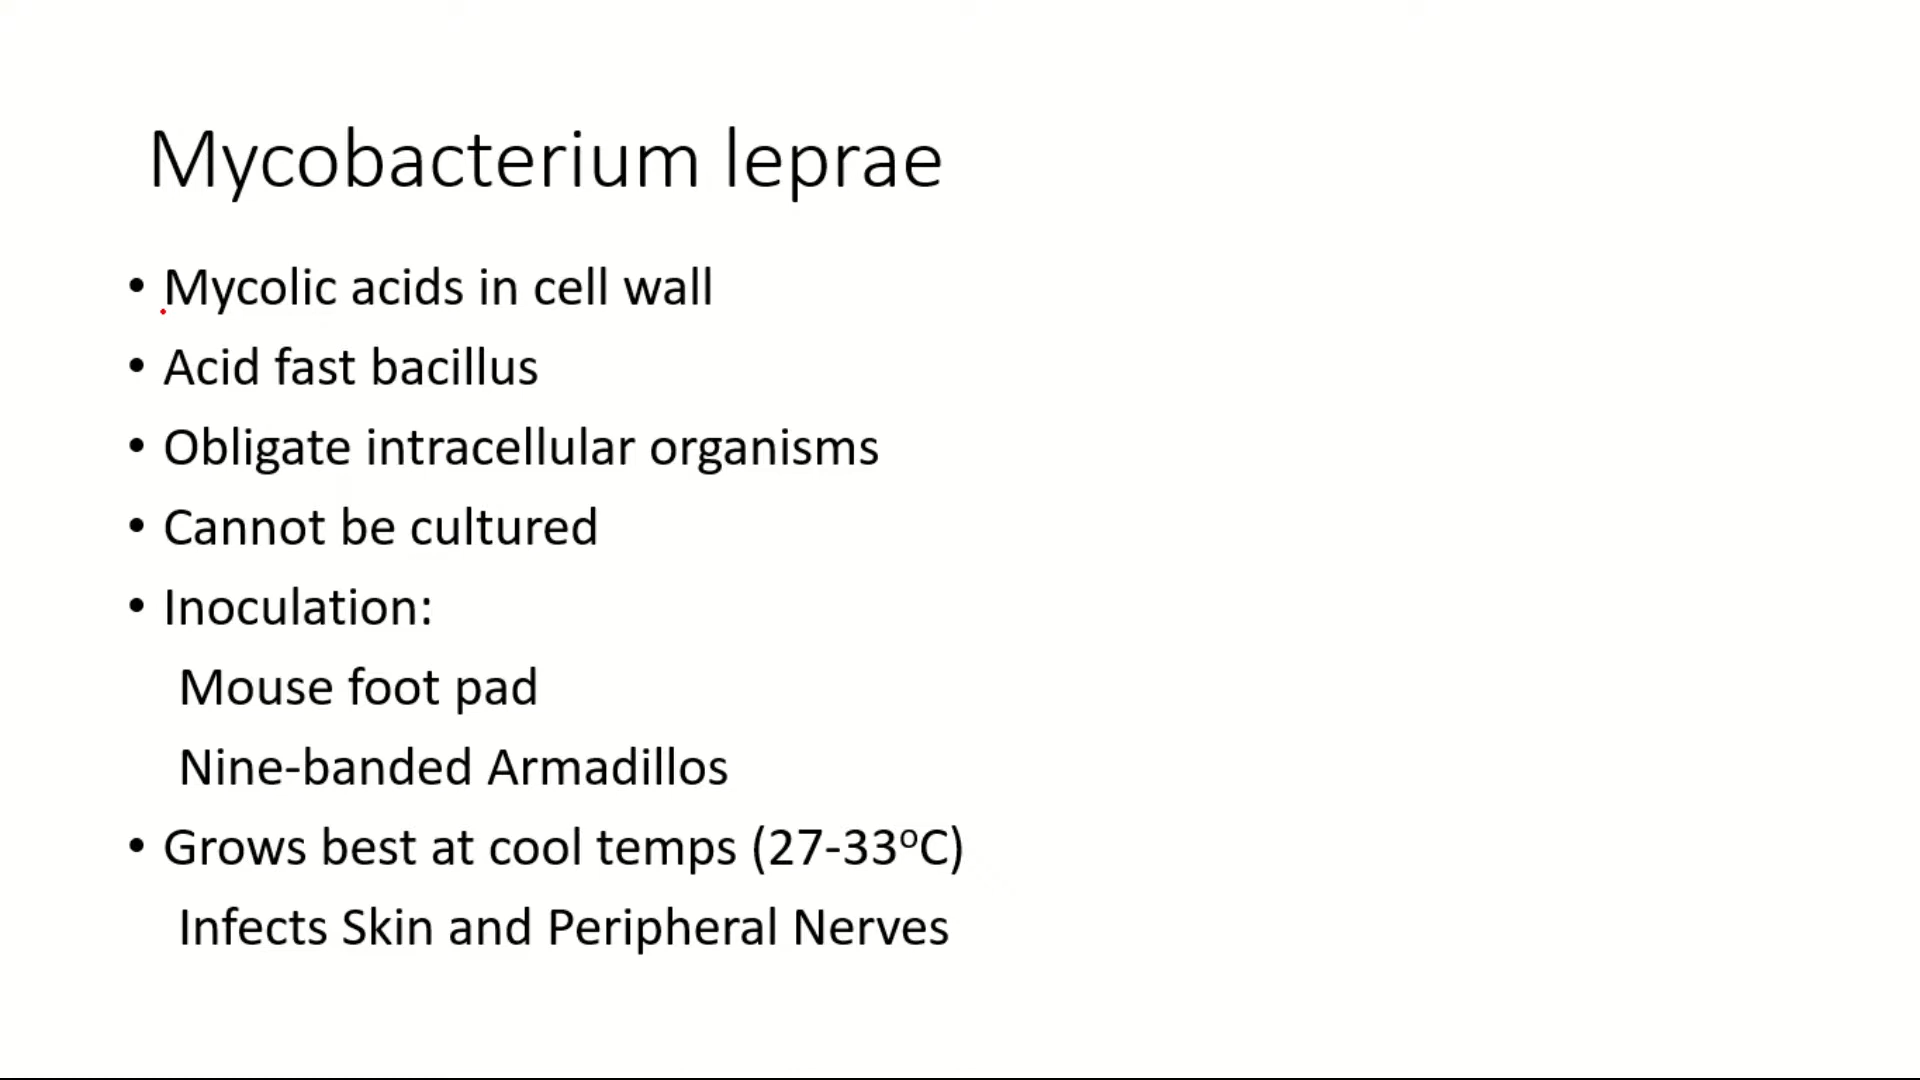 Mycobacterium leprae
• Mycolic acids in cell wall
• Acid fast bacillus
• Obligate intracellular organisms
• Cannot be cultured
• Inoculation:
Mouse foot pad
Nine-banded Armadillos
• Grows best at cool temps (27-33ºC)
Infects Skin and Peripheral Nerves